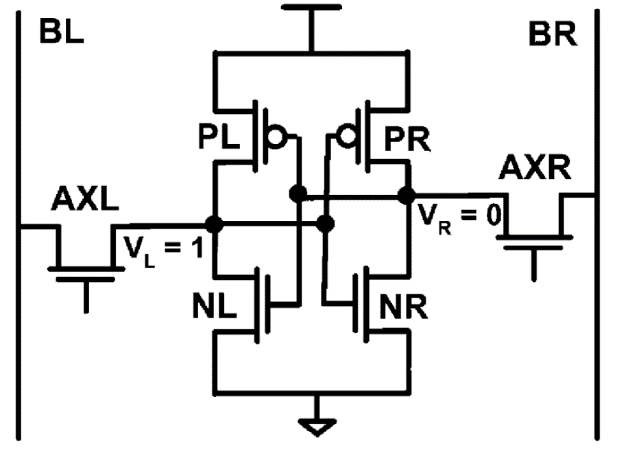 BL
BR
PL
PR
AXL
AXR
V_L = 1
V_R = 0
NL
NR